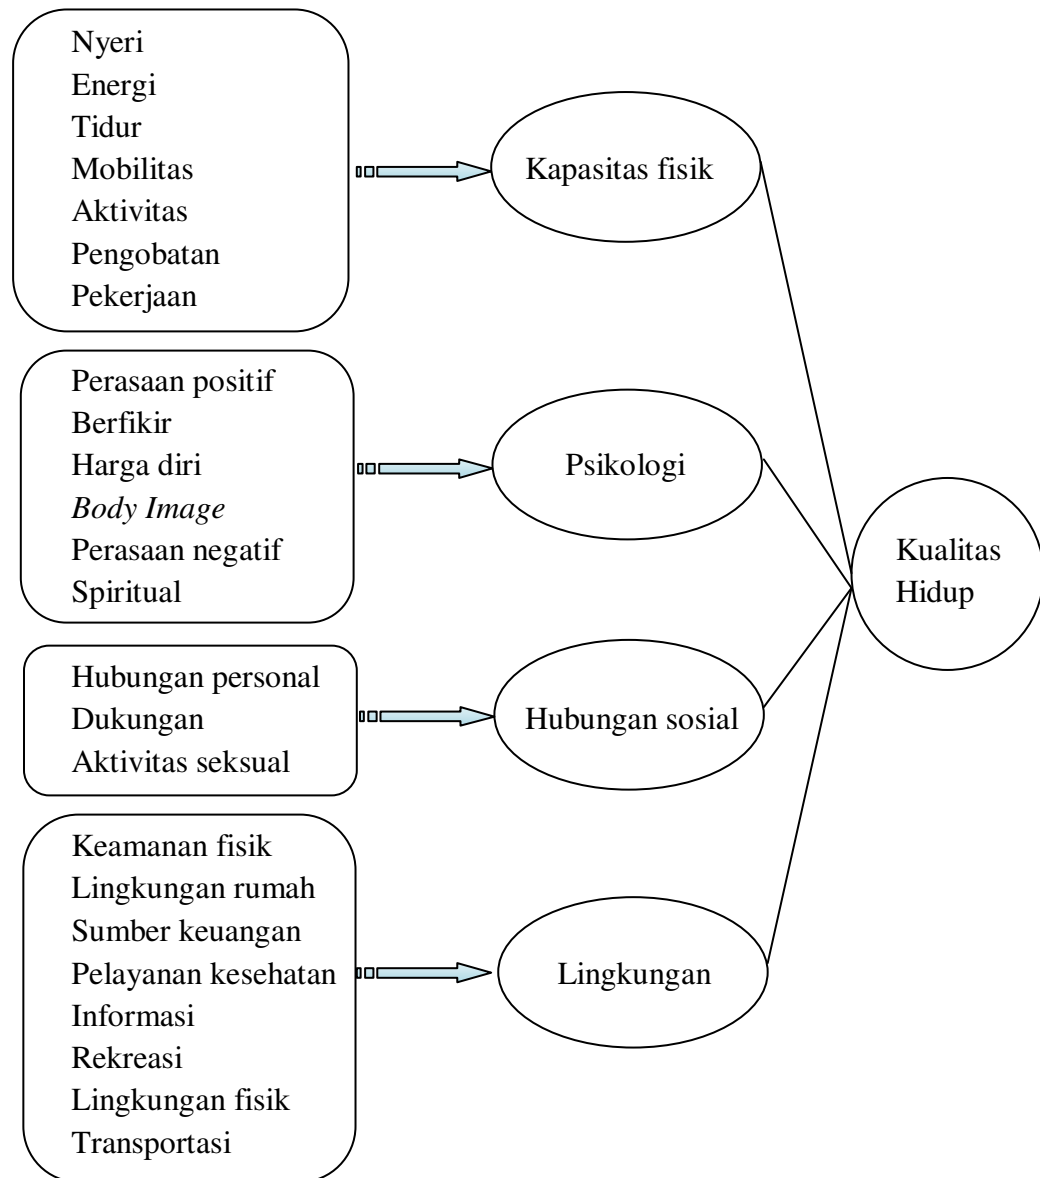 Nyeri
Energi
Tidur
Mobilitas
Aktivitas
Pengobatan
Pekerjaan
Kapasitas fisik
Perasaan positif
Berfikir
Harga diri
Body Image
Perasaan negatif
Spiritual
Psikologi
Hubungan personal
Dukungan
Aktivitas seksual
Hubungan sosial
Keamanan fisik
Lingkungan rumah
Sumber keuangan
Pelayanan kesehatan
Informasi
Rekreasi
Lingkungan fisik
Transportasi
Lingkungan
Kualitas
Hidup